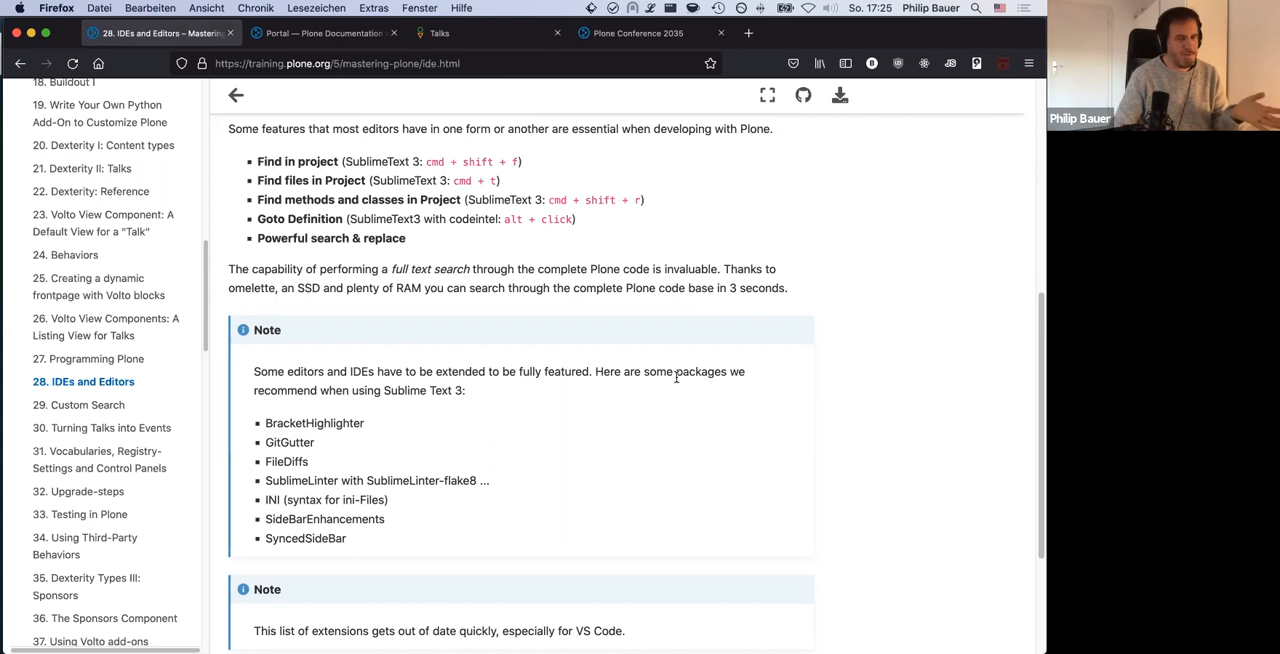 Firefox Datei Bearbeiten Ansicht Chronik Lesezeichen Extras Fenster Hilfe So. 17:25 Philip Bauer
28. IDEs and Editors – Mastering
Portal — Plone Documentation
Talks
Plone Conference 2035
https://training.plone.org/5/mastering-plone/ide.html
18. Buildout I
19. Write Your Own Python
Add-On to Customize Plone
20. Dexterity I: Content types
21. Dexterity II: Talks
22. Dexterity: Reference
23. Volto View Component: A
Default View for a "Talk"
24. Behaviors
25. Creating a dynamic
frontpage with Volto blocks
26. Volto View Components: A
Listing View for Talks
27. Programming Plone
28. IDEs and Editors
29. Custom Search
30. Turning Talks into Events
31. Vocabularies, Registry-
Settings and Control Panels
32. Upgrade-steps
33. Testing in Plone
34. Using Third-Party
Behaviors
35. Dexterity Types III:
Sponsors
36. The Sponsors Component
37. Using Volto add-ons
Some features that most editors have in one form or another are essential when developing with Plone.
Find in project (SublimeText 3: cmd + shift + f)
Find files in Project (SublimeText 3: cmd + t)
Find methods and classes in Project (SublimeText 3: cmd + shift + r)
Goto Definition (SublimeText3 with codeintel: alt + click)
Powerful search & replace
The capability of performing a full text search through the complete Plone code is invaluable. Thanks to
omelette, an SSD and plenty of RAM you can search through the complete Plone code base in 3 seconds.
Note
Some editors and IDEs have to be extended to be fully featured. Here are some packages we
recommend when using Sublime Text 3:
BracketHighlighter
GitGutter
FileDiffs
SublimeLinter with SublimeLinter-flake8 ...
INI (syntax for ini-Files)
SideBarEnhancements
SyncedSideBar
Note
This list of extensions gets out of date quickly, especially for VS Code.
Philip Bauer